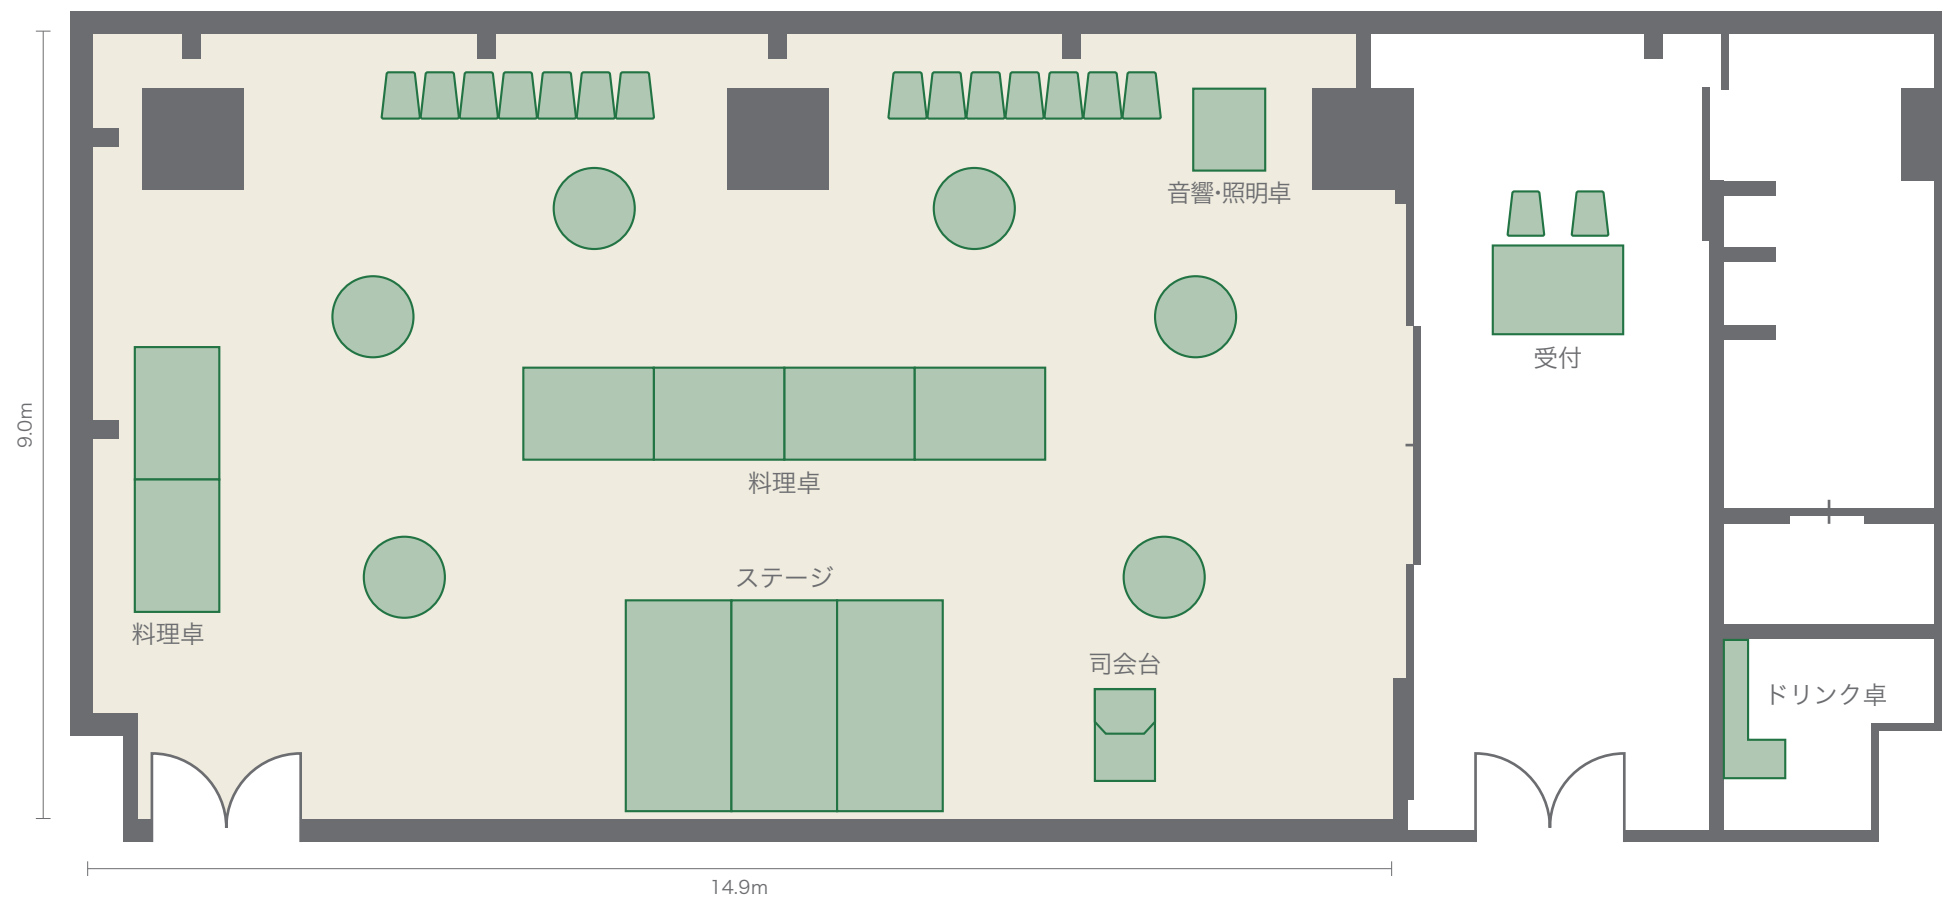 音響・照明卓
受付
9.0m
料理卓
ステージ
料理卓
司会台
ドリンク卓
14.9m